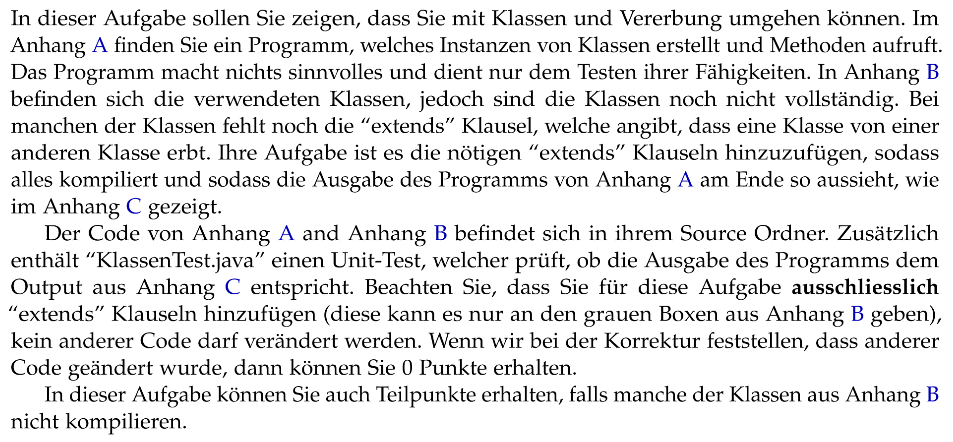 In dieser Aufgabe sollen Sie zeigen, dass Sie mit Klassen und Vererbung umgehen können. Im
Anhang A finden Sie ein Programm, welches Instanzen von Klassen erstellt und Methoden aufruft.
Das Programm macht nichts sinnvolles und dient nur dem Testen ihrer Fähigkeiten. In Anhang B
befinden sich die verwendeten Klassen, jedoch sind die Klassen noch nicht vollständig. Bei
manchen der Klassen fehlt noch die “extends” Klausel, welche angibt, dass eine Klasse von einer
anderen Klasse erbt. Ihre Aufgabe ist es die nötigen “extends” Klauseln hinzuzufügen, sodass
alles kompiliert und sodass die Ausgabe des Programms von Anhang A am Ende so aussieht, wie
im Anhang C gezeigt.
Der Code von Anhang A and Anhang B befindet sich in ihrem Source Ordner. Zusätzlich
enthält “KlassenTest.java” einen Unit-Test, welcher prüft, ob die Ausgabe des Programms dem
Output aus Anhang C entspricht. Beachten Sie, dass Sie für diese Aufgabe ausschliesslich
“extends” Klauseln hinzufügen (diese kann es nur an den grauen Boxen aus Anhang B geben),
kein anderer Code darf verändert werden. Wenn wir bei der Korrektur feststellen, dass anderer
Code geändert wurde, dann können Sie 0 Punkte erhalten.
In dieser Aufgabe können Sie auch Teilpunkte erhalten, falls manche der Klassen aus Anhang B
nicht kompilieren.